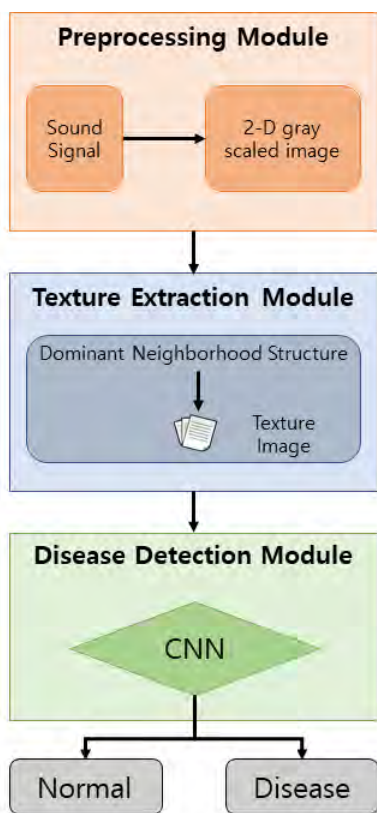 Preprocessing Module
Sound
Signal
2-D gray
scaled image
Texture Extraction Module
Dominant Neighborhood Structure
Texture
Image
Disease Detection Module
CNN
Normal
Disease